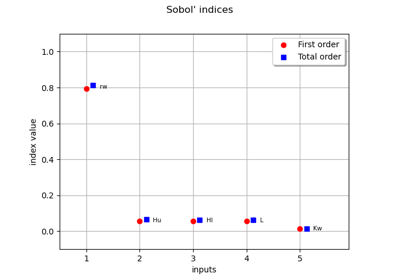 Sobol' indices
First order
Total order
1.0
0.8
0.6
0.4
0.2
0.0
index value
rw
Hu
Hl
L
Kw
1 2 3 4 5
inputs